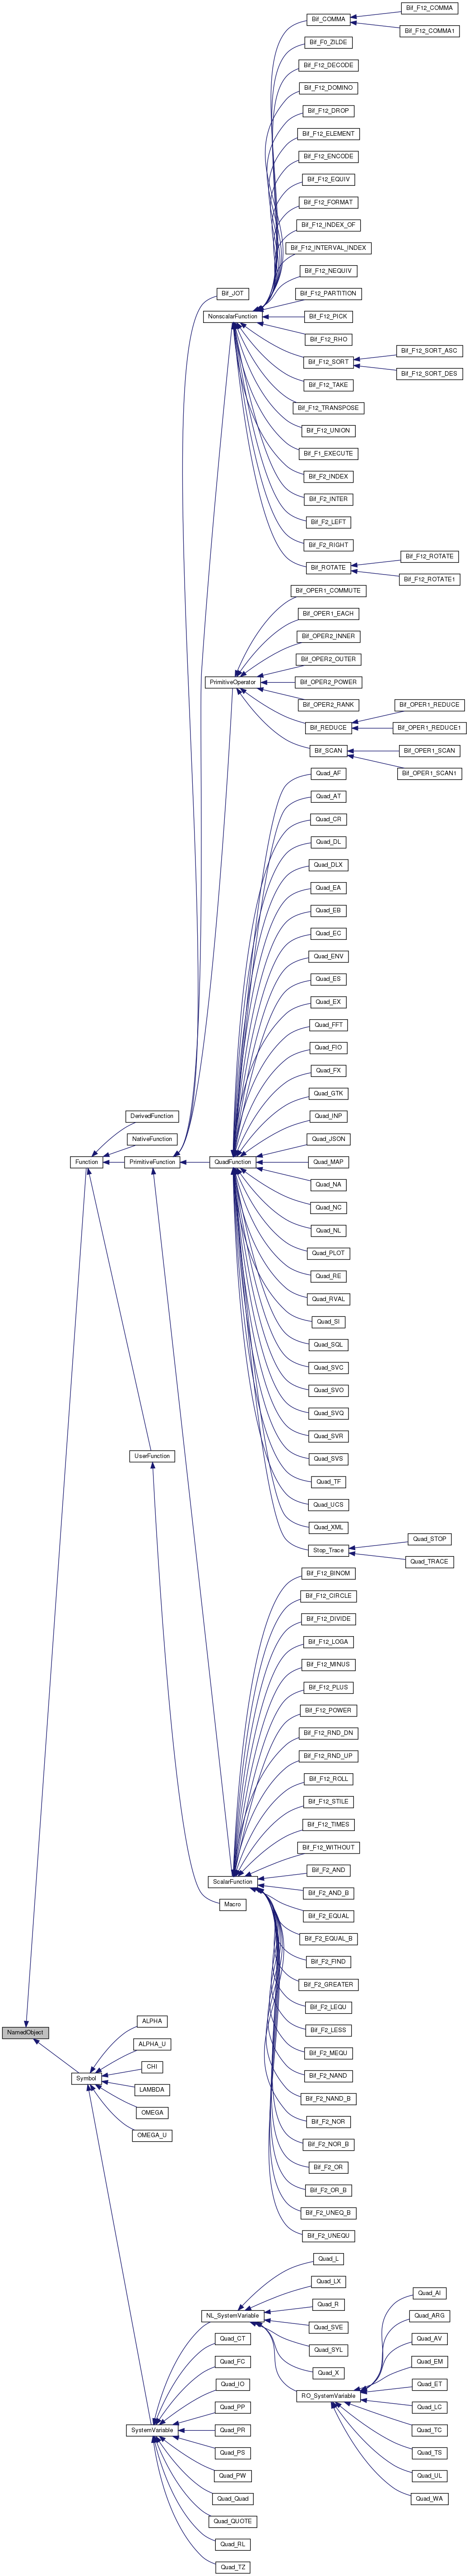 Bif_F12_COMMA
Bif_COMMA
Bif_F12_COMMA1
Bif_F0_ZILDE
Bif_F12_DECODE
Bif_F12_DOMINO
Bif_F12_DROP
Bif_F12_ELEMENT
Bif_F12_ENCODE
Bif_F12_EQUIV
Bif_F12_FORMAT
Bif_F12_INDEX_OF
Bif_F12_INTERVAL_INDEX
Bif_F12_NEQUIV
Bif_JOT
Bif_F12_PARTITION
NonscalarFunction
Bif_F12_PICK
Bif_F12_RHO
Bif_F12_SORT
Bif_F12_SORT_ASC
Bif_F12_SORT_DES
Bif_F12_TAKE
Bif_F12_TRANSPOSE
Bif_F12_UNION
Bif_F1_EXECUTE
Bif_F2_INDEX
Bif_F2_INTER
Bif_F2_LEFT
Bif_F2_RIGHT
Bif_F12_ROTATE
Bif_ROTATE
Bif_F12_ROTATE1
Bif_OPER1_COMMUTE
Bif_OPER1_EACH
Bif_OPER2_INNER
Bif_OPER2_OUTER
PrimitiveOperator
Bif_OPER2_POWER
Bif_OPER2_RANK
Bif_OPER1_REDUCE
Bif_REDUCE
Bif_OPER1_REDUCE1
Bif_SCAN
Bif_OPER1_SCAN
Bif_OPER1_SCAN1
Quad_AF
Quad_AT
Quad_CR
Quad_DL
Quad_DLX
Quad_EA
Quad_EB
Quad_EC
Quad_ENV
Quad_ES
Quad_EX
Quad_FFT
Quad_FIO
Quad_FX
Quad_GTK
DerivedFunction
Quad_INP
NativeFunction
Quad_JSON
Function
PrimitiveFunction
QuadFunction
Quad_MAP
Quad_NA
Quad_NC
Quad_NL
Quad_PLOT
Quad_RE
Quad_RVAL
Quad_SI
Quad_SQL
Quad_SVC
Quad_SVO
Quad_SVQ
Quad_SVR
UserFunction
Quad_SVS
Quad_TF
Quad_UCS
Quad_XML
Quad_STOP
Stop_Trace
Quad_TRACE
Bif_F12_BINOM
Bif_F12_CIRCLE
Bif_F12_DIVIDE
Bif_F12_LOGA
Bif_F12_MINUS
Bif_F12_PLUS
Bif_F12_POWER
Bif_F12_RND_DN
Bif_F12_RND_UP
Bif_F12_ROLL
Bif_F12_STILE
Bif_F12_TIMES
Bif_F12_WITHOUT
Bif_F2_AND
ScalarFunction
Bif_F2_AND_B
Macro
Bif_F2_EQUAL
Bif_F2_EQUAL_B
Bif_F2_FIND
Bif_F2_GREATER
Bif_F2_LEQU
NamedObject
Bif_F2_LESS
ALPHA
ALPHA_U
Bif_F2_MEQU
CHI
Bif_F2_NAND
Symbol
LAMBDA
Bif_F2_NAND_B
OMEGA
Bif_F2_NOR
OMEGA_U
Bif_F2_NOR_B
Bif_F2_OR
Bif_F2_OR_B
Bif_F2_UNEQ_B
Bif_F2_UNEQU
Quad_L
Quad_LX
Quad_AI
Quad_R
NL_SystemVariable
Quad_ARG
Quad_SVE
Quad_CT
Quad_AV
Quad_SYL
Quad_FC
Quad_EM
Quad_X
Quad_IO
Quad_ET
RO_SystemVariable
Quad_PP
Quad_LC
SystemVariable
Quad_PR
Quad_TC
Quad_PS
Quad_TS
Quad_PW
Quad_UL
Quad_Quad
Quad_WA
Quad_QUOTE
Quad_RL
Quad_TZ